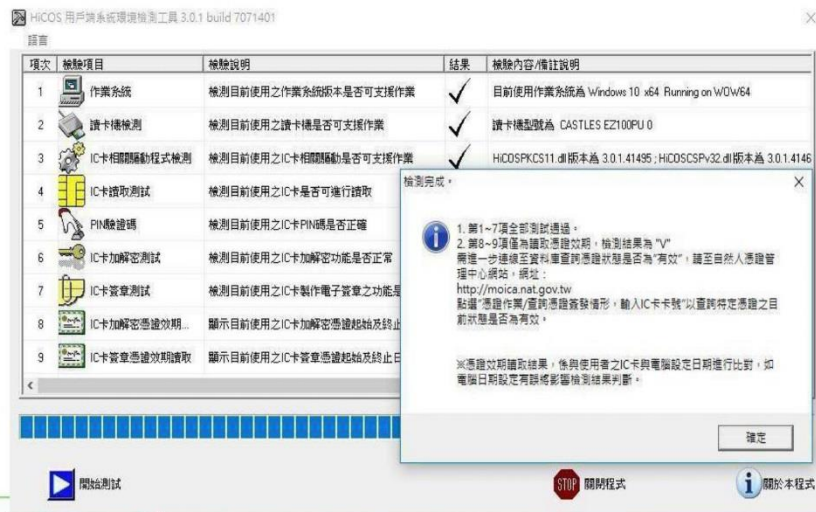 HiCOS 用戶端系統環境檢測工具 3.0.1 build 7071401
語言
項次 檢驗項目 檢驗說明 結果 檢驗內容/備註說明
1 作業系統 檢測目前使用之作業系統版本是否可支援作業 目前使用作業系統為 Windows 10 x64 Running on WOW64
2 讀卡機檢測 檢測目前使用之讀卡機是否可支援作業 讀卡機型號為 CASTLES EZ100PU 0
3 IC卡相關驅動程式檢測 檢測目前使用之IC卡相關驅動是否可支援作業 HiCOSPKCS11.dll版本為 3.0.1.41495 ; HiCOSCSPv32.dll版本為 3.0.1.4146
4 IC卡讀取測試 檢測目前使用之IC卡是否可進行讀取
5 PIN驗證碼 檢測目前使用之IC卡PIN碼是否正確
6 IC卡加解密測試 檢測目前使用之IC卡加解密功能是否正常
7 IC卡簽章測試 檢測目前使用之IC卡製作電子簽章之功能是
8 IC卡加解密憑證效期... 顯示目前使用之IC卡加解密憑證起始及終止
9 IC卡簽章憑證效期讀取 顯示目前使用之IC卡簽章憑證起始及終止日
檢測完成。
1. 第1~7項全部測試通過。
2. 第8~9項僅為讀取憑證效期，檢測結果為 "V"
需進一步連線至資料庫查詢憑證狀態是否為"有效"，請至自然人憑證管
理中心網站，網址：
http://moica.nat.gov.tw
點選"憑證作業/查詢憑證簽發情形，輸入IC卡卡號"以查詢特定憑證之目
前狀態是否為有效。
※憑證效期讀取結果，係與使用者之IC卡與電腦設定日期進行比對，如
電腦日期設定有誤將影響檢測結果判斷。
確定
開始測試
STOP 關閉程式
關於本程式